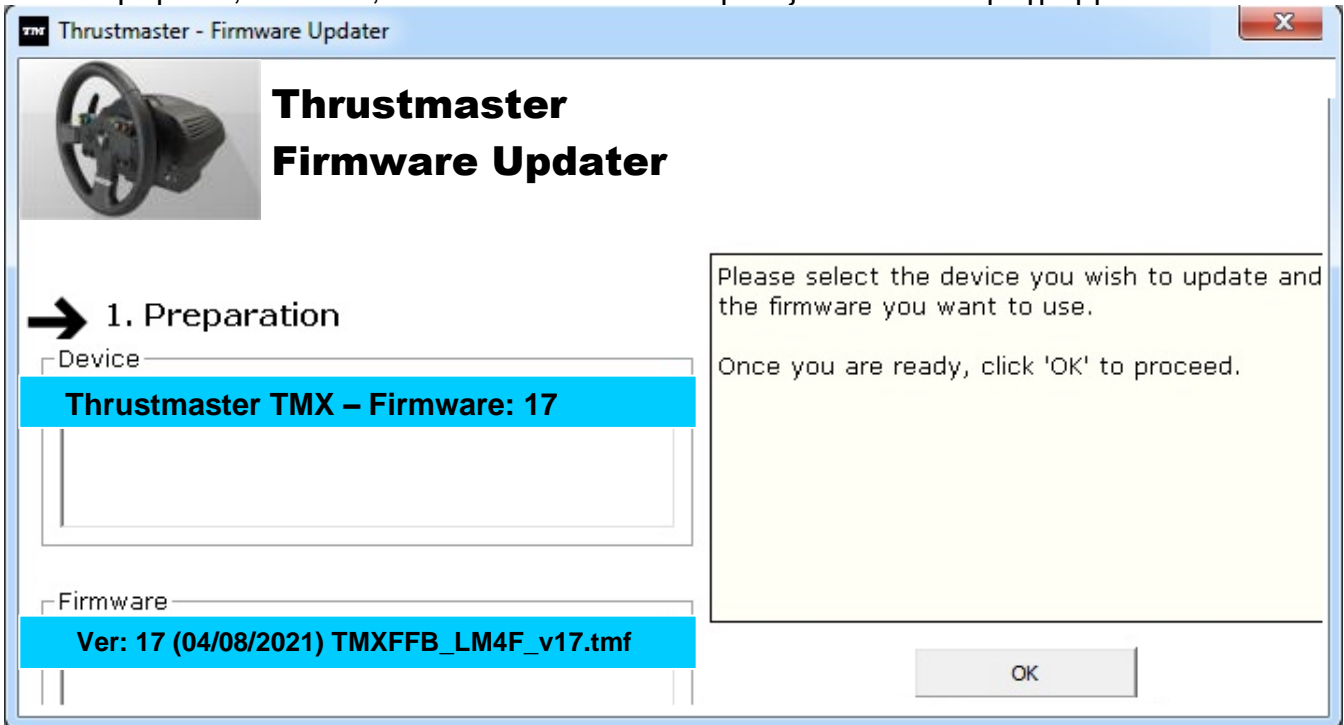 Thrustmaster - Firmware Updater
Thrustmaster
Firmware Updater
1. Preparation
Device
Thrustmaster TMX – Firmware: 17
Firmware
Ver: 17 (04/08/2021) TMXFFB_LM4F_v17.tmf
Please select the device you wish to update and
the firmware you want to use.
Once you are ready, click 'OK' to proceed.
OK